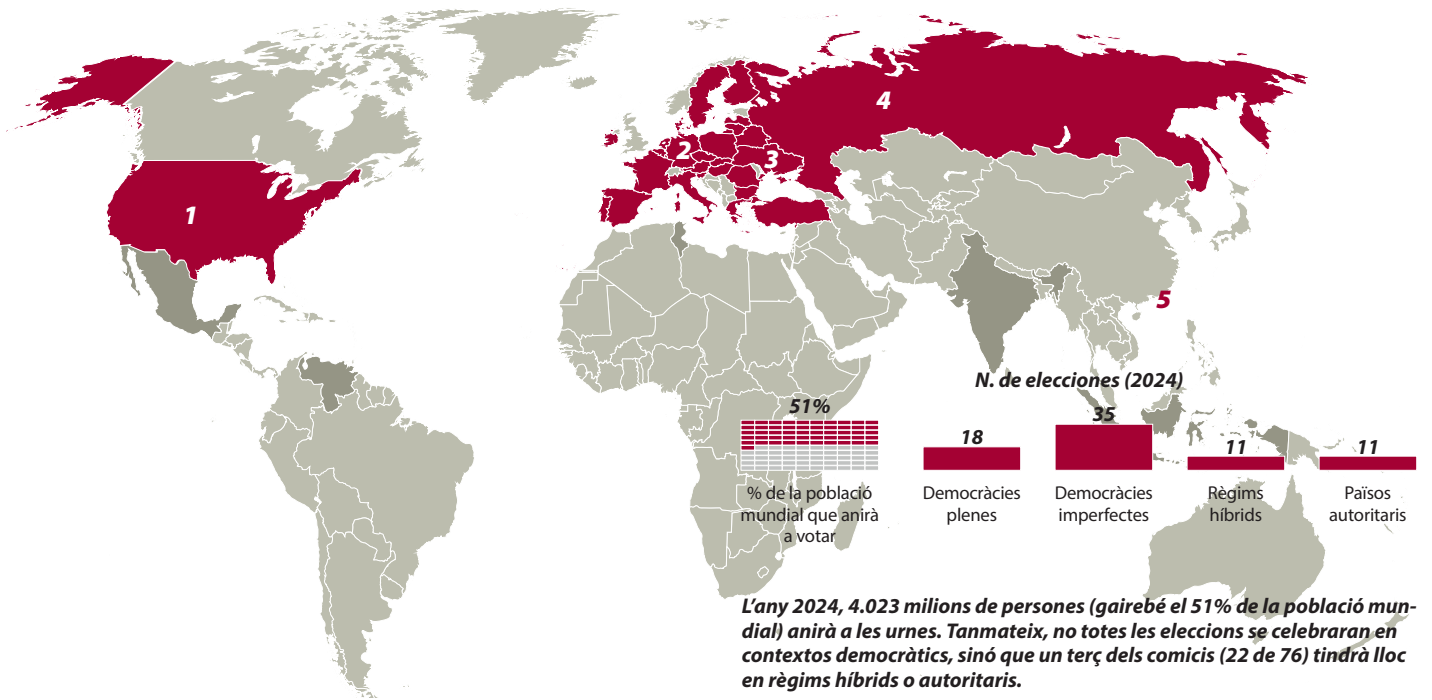 4
2
3
1
5
N. de elecciones (2024)
51%
35
18
11
11
% de la població
mundial que anirà
a votar
Democràcies
plenes
Democràcies
imperfectes
Règims
híbrids
Països
autoritaris
L'any 2024, 4.023 milions de persones (gairebé el 51% de la població mun-
dial) anirà a les urnes. Tanmateix, no totes les eleccions se celebraran en
contextos democràtics, sinó que un terç dels comicis (22 de 76) tindrà lloc
en règims híbrids o autoritaris.